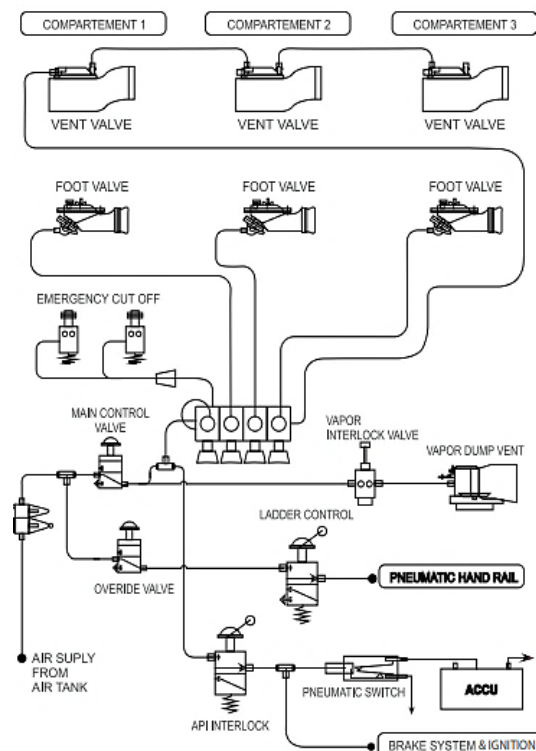 COMPARTEMENT 1
COMPARTEMENT 2
COMPARTEMENT 3
VENT VALVE
VENT VALVE
VENT VALVE
FOOT VALVE
FOOT VALVE
FOOT VALVE
EMERGENCY CUT OFF
MAIN CONTROL
VALVE
VAPOR
INTERLOCK VALVE
VAPOR DUMP VENT
LADDER CONTROL
OVERIDE VALVE
PNEUMATIC HAND RAIL
AIR SUPLY
FROM
AIR TANK
API INTERLOCK
PNEUMATIC SWITCH
ACCU
BRAKE SYSTEM & IGNITION